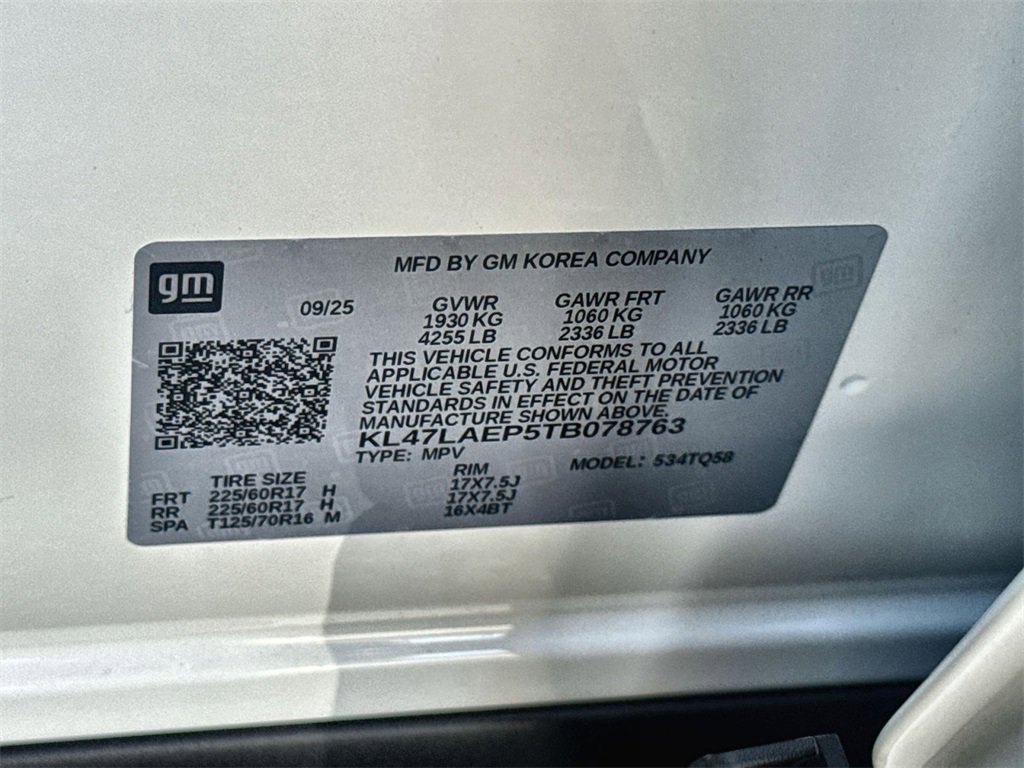 gm
MFD BY GM KOREA COMPANY
09/25 GVWR GAWR FRT GAWR RR
1930 KG 1060 KG 1060 KG
4255 LB 2336 LB 2336 LB
THIS VEHICLE CONFORMS TO ALL
APPLICABLE U.S. FEDERAL MOTOR
VEHICLE SAFETY AND THEFT PREVENTION
STANDARDS IN EFFECT ON THE DATE OF
MANUFACTURE SHOWN ABOVE.
KL47LAEP5TB078763
TYPE: MPV MODEL: 534TQ58
TIRE SIZE RIM
FRT 225/60R17 H 17X7.5J
RR 225/60R17 H 17X7.5J
SPA T125/70R16 M 16X4BT